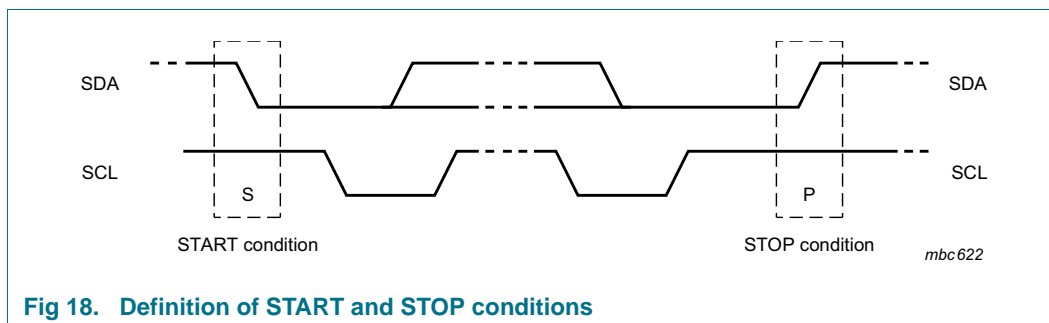 SDA
SDA
SCL
SCL
S
P
START condition
STOP condition
mbc622
Fig 18. Definition of START and STOP conditions